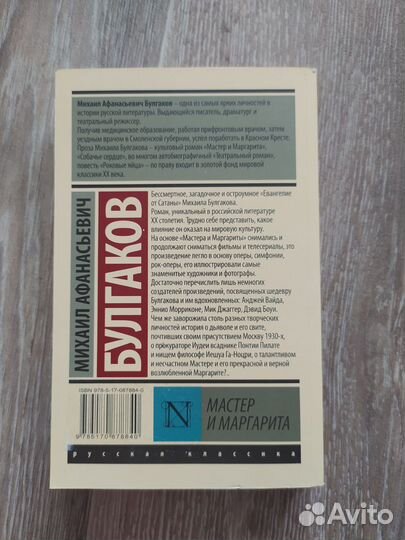 Михаил Афанасьевич Булгаков – одна из самых ярких личностей в
истории русской литературы. Выдающийся писатель, драматург и
театральный режиссер.
Получив медицинское образование, работая прифронтовым врачом, затем
уездным врачом в Смоленской губернии, успел поработать в Красном Кресте.
Проза Михаила Булгакова – культовый роман «Мастер и Маргарита»,
«Собачье сердце», во многом автобиографичный «Театральный роман»,
повесть «Роковые яйца» – по праву входит в золотой фонд мировой
классики XX века.
МИХАИЛ АФАНАСЬЕВИЧ
БУЛГАКОВ
Бессмертное, загадочное и остроумное «Евангелие
от Сатаны» Михаила Булгакова.
Роман, уникальный в российской литературе
XX столетия. Трудно себе представить, какое
влияние он оказал на мировую культуру.
На основе «Мастера и Маргариты» снимались и
продолжают сниматься фильмы и телесериалы, это
произведение легло в основу оперы, симфонии,
рок-оперы, его иллюстрировали самые
знаменитые художники и фотографы.
Достаточно перечислить лишь немногих
создателей произведений, посвященных шедевру
Булгакова и им вдохновленных: Анджей Вайда,
Эннио Морриконе, Мик Джаггер, Дэвид Боуи.
Чем же заворожила столь разных творческих
личностей история о дьяволе и его свите,
почтивших своим присутствием Москву 1930-х,
о прокураторе Иудеи всаднике Понтии Пилате
и нищем философе Иешуа Га-Ноцри, о талантливом
и несчастном Мастере и его прекрасной и верной
возлюбленной Маргарите?..
ISBN 978-5-17-087884-0
9 785170 878840
N
МАСТЕР
И МАРГАРИТА
русская классика
Avito